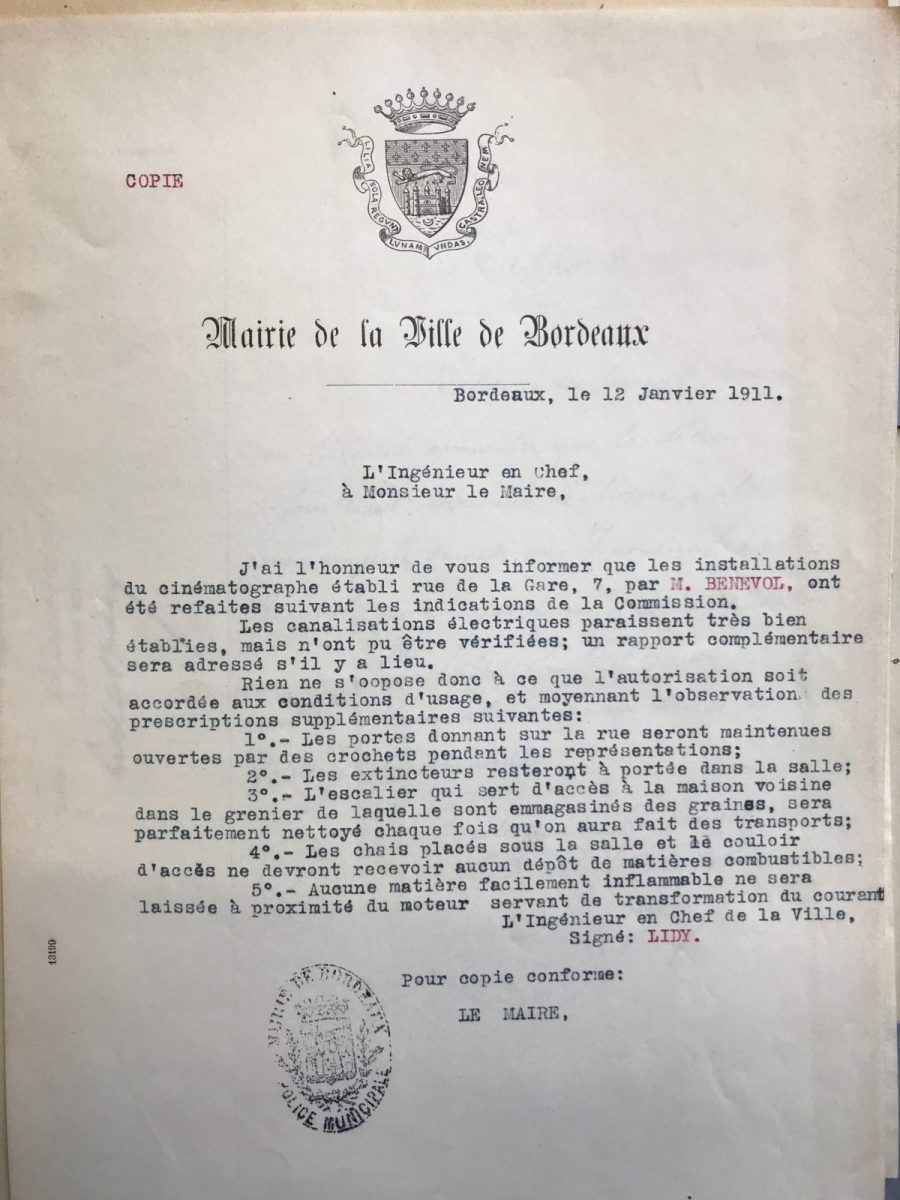 COPIE
LILIA SOLA REGUNT LVNAM VNDAS CASTRA LEONEM
Mairie de la Ville de Bordeaux
Bordeaux, le 12 Janvier 1911.
L'Ingénieur en Chef,
à Monsieur le Maire,
J'ai l'honneur de vous informer que les installations
du cinématographe établi rue de la Gare, 7, par M. BENEVOL, ont
été refaites suivant les indications de la Commission.
Les canalisations électriques paraissent très bien
établies, mais n'ont pu être vérifiées; un rapport complémentaire
sera adressé s'il y a lieu.
Rien ne s'oopose donc à ce que l'autorisation soit
accordée aux conditions d'usage, et moyennant l'observation des
prescriptions supplémentaires suivantes:
1°.- Les portes donnant sur la rue seront maintenues
ouvertes par des crochets pendant les représentations;
2°.- Les extincteurs resteront à portée dans la salle;
3°.- L'escalier qui sert d'accès à la maison voisine
dans le grenier de laquelle sont emmagasinés des graines, sera
parfaitement nettoyé chaque fois qu'on aura fait des transports;
4°.- Les chais placés sous la salle et le couloir
d'accès ne devront recevoir aucun dépôt de matières combustibles;
5°.- Aucune matière facilement inflammable ne sera
laissée à proximité du moteur servant de transformation du courant
L'Ingénieur en Chef de la Ville,
Signé: LIDY.
13190
Pour copie conforme:
LE MAIRE,
MAIRIE DE BORDEAUX
POLICE MUNICIPALE